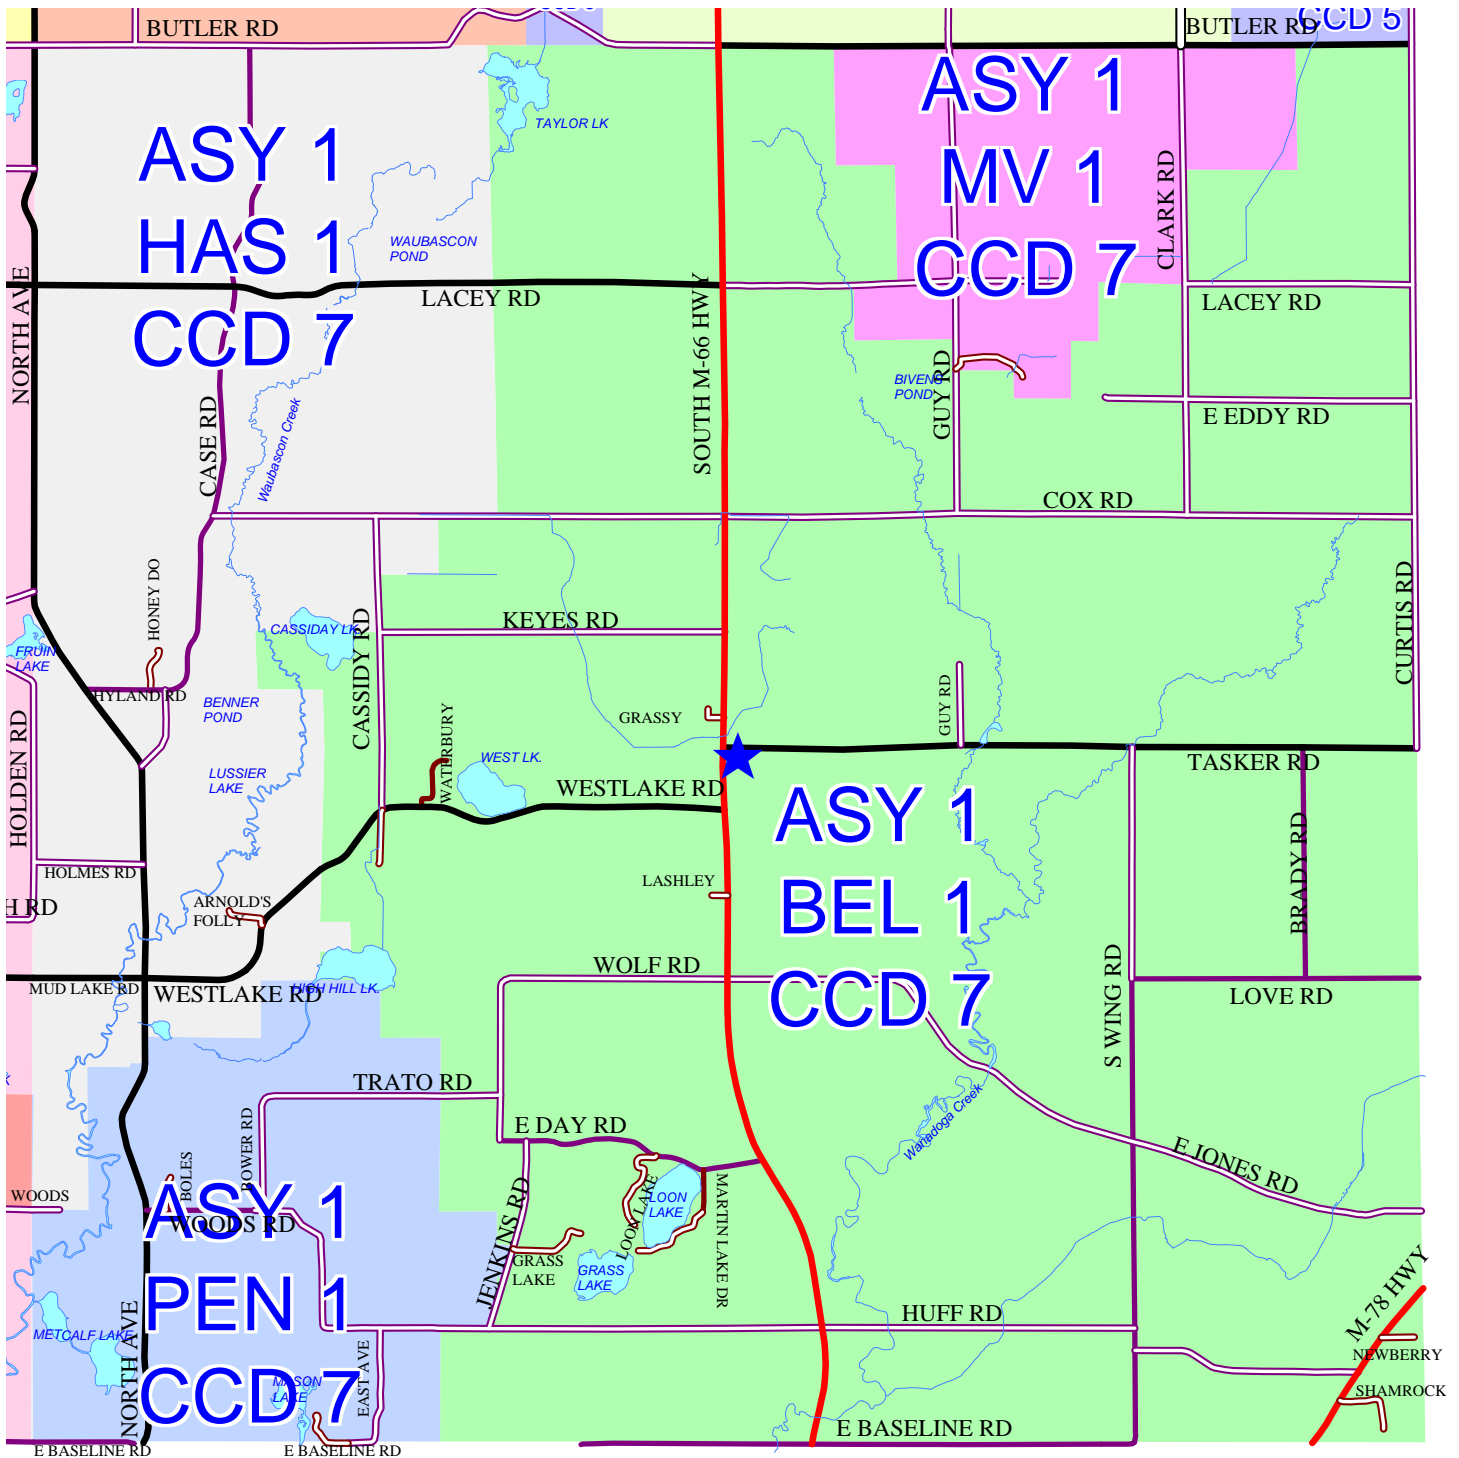 BUTLER RD
CCD 5
BUTLER RD
TAYLOR LK
ASY 1
HAS 1
CCD 7
ASY 1
MV 1
CCD 7
CLARK RD
WAUBASCON
POND
NORTH AVE
LACEY RD
SOUTH M-66 HWY
LACEY RD
BIVENS
POND
GUY RD
E EDDY RD
CASE RD
Waubascon Creek
COX RD
HONEY DO
CASSIDAY LK
KEYES RD
CURTIS RD
FRUIN
LAKE
CASSIDY RD
HYLAND RD
BENNER
POND
GRASSY
GUY RD
HOLDEN RD
WATERBURY
WEST LK.
TASKER RD
LUSSIER
LAKE
WESTLAKE RD
ASY 1
BEL 1
CCD 7
BRADY RD
HOLMES RD
LASHLEY
H RD
ARNOLD'S
FOLLY
WOLF RD
MUD LAKE RD
WESTLAKE RD
HIGH HILL LK.
S WING RD
LOVE RD
TRATO RD
E DAY RD
Wanadoga Creek
BOWER RD
BOLES
E JONES RD
WOODS
ASY 1
PEN 1
CCD 7
WOODS RD
JENKINS RD
LOON LAKE
LOON
LAKE
MARTIN LAKE DR
GRASS
LAKE
GRASS
LAKE
HUFF RD
M-78 HWY
METCALF LAKE
NORTH AVE
NEWBERRY
MASON
LAKE
EAST AVE
SHAMROCK
E BASELINE RD
E BASELINE RD
E BASELINE RD